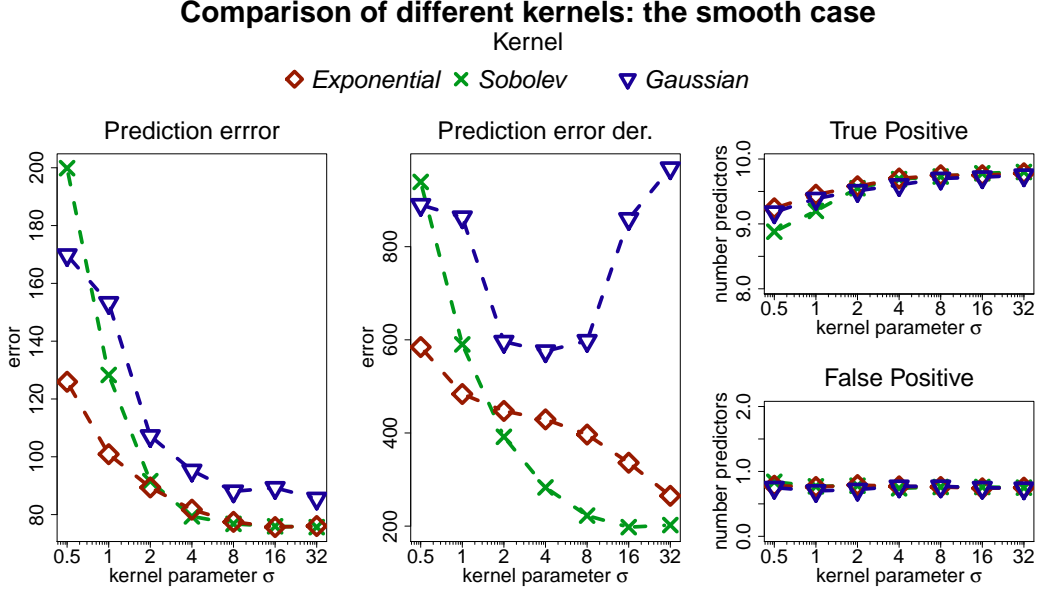 Comparison of different kernels: the smooth case
Kernel
Exponential Sobolev Gaussian
Prediction errror
error
200
180
160
140
120
100
80
0.5 1 2 4 8 16 32
kernel parameter σ
Prediction error der.
error
800
600
400
200
0.5 1 2 4 8 16 32
kernel parameter σ
True Positive
number predictors
10.0
9.0
8.0
0.5 1 2 4 8 16 32
kernel parameter σ
False Positive
number predictors
2.0
1.0
0.0
0.5 1 2 4 8 16 32
kernel parameter σ